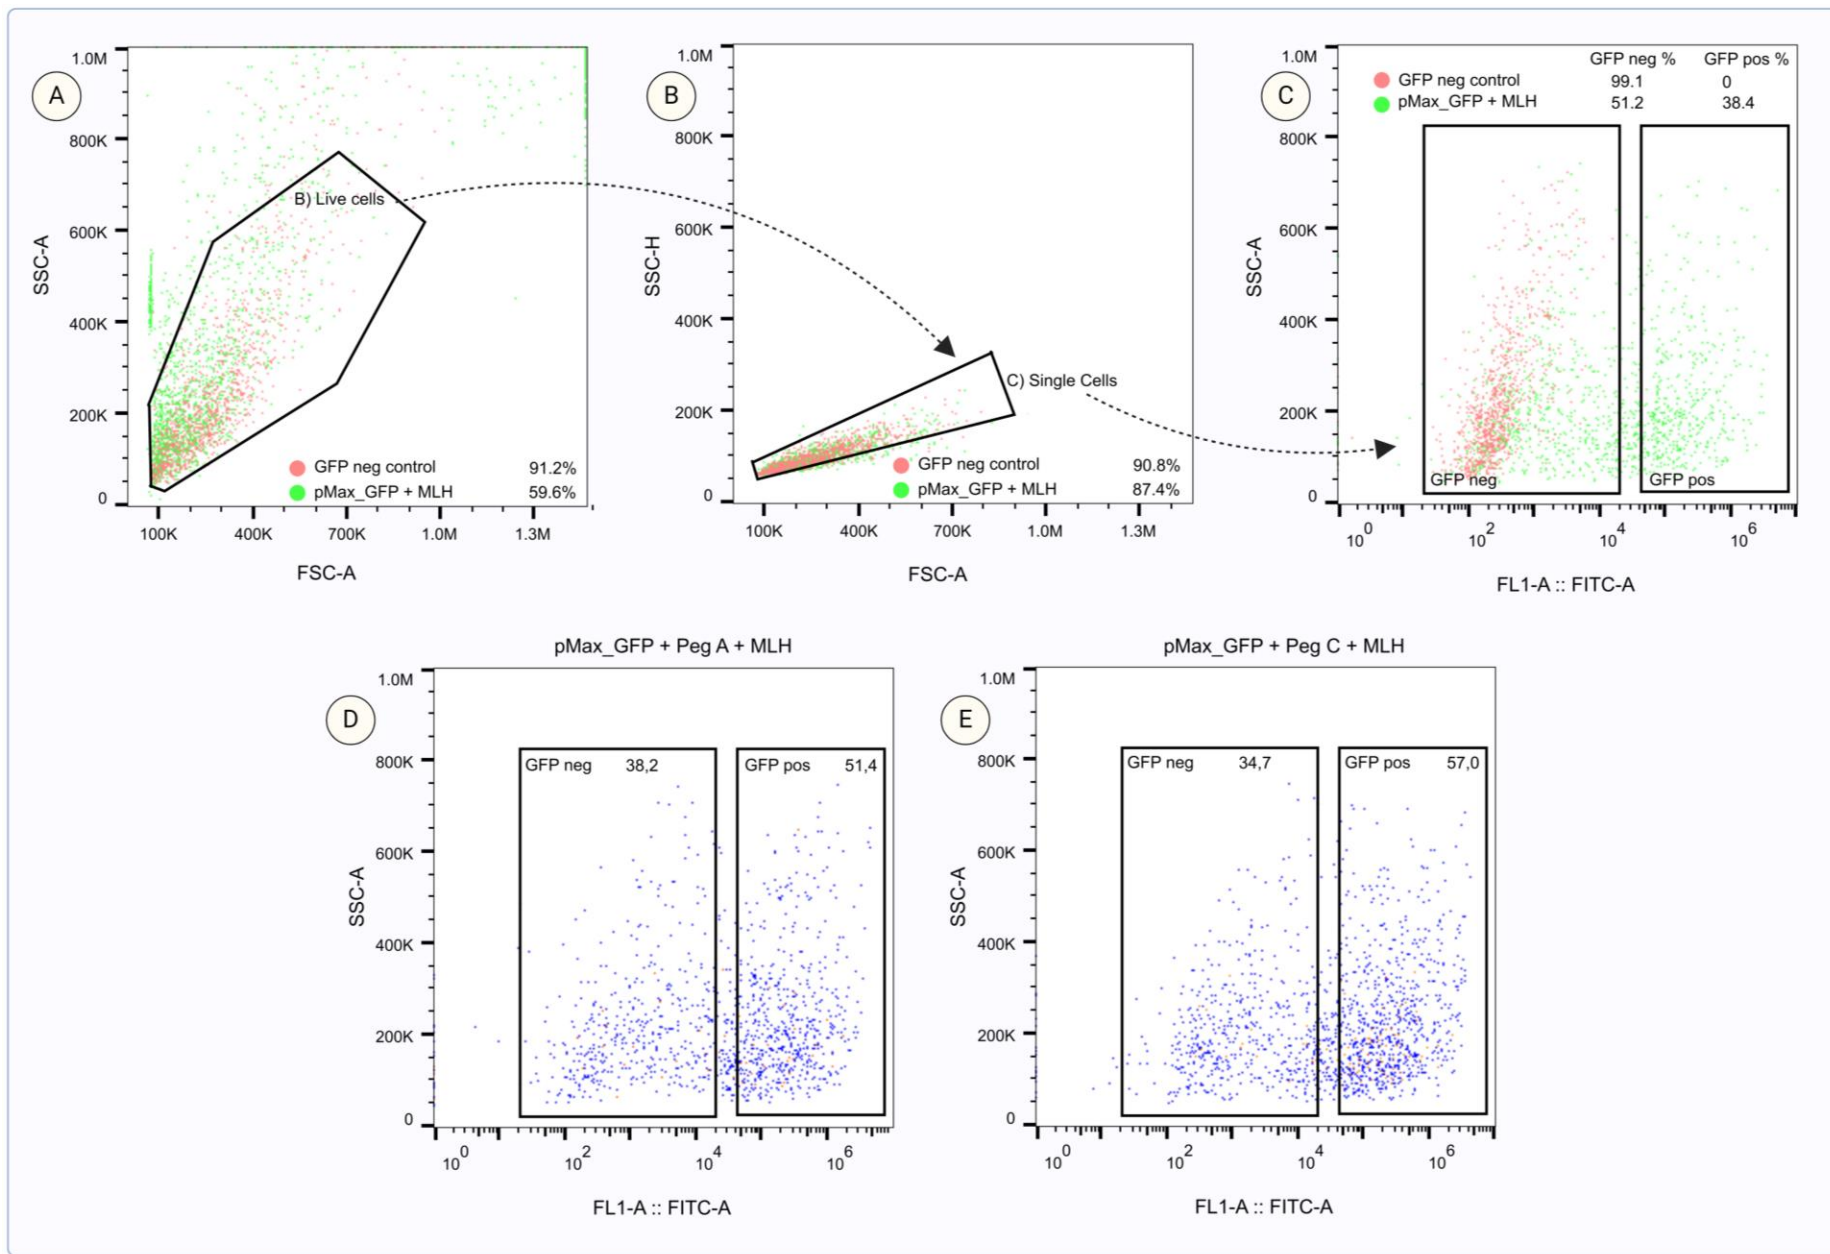 A
SSC-A
1.0M
800K
600K
400K
200K
0
B) Live cells
GFP neg control 91.2%
pMax_GFP + MLH 59.6%
100K 400K 700K 1.0M 1.3M
FSC-A
B
SSC-H
1.0M
800K
600K
400K
200K
0
C) Single Cells
GFP neg control 90.8%
pMax_GFP + MLH 87.4%
100K 400K 700K 1.0M 1.3M
FSC-A
C
SSC-A
1.0M
800K
600K
400K
200K
0
GFP neg % GFP pos %
GFP neg control 99.1 0
pMax_GFP + MLH 51.2 38.4
GFP neg GFP pos
10^0 10^2 10^4 10^6
FL1-A :: FITC-A
pMax_GFP + Peg A + MLH
D
SSC-A
1.0M
800K
600K
400K
200K
0
GFP neg 38,2 GFP pos 51,4
10^0 10^2 10^4 10^6
FL1-A :: FITC-A
pMax_GFP + Peg C + MLH
E
SSC-A
1.0M
800K
600K
400K
200K
0
GFP neg 34,7 GFP pos 57,0
10^0 10^2 10^4 10^6
FL1-A :: FITC-A